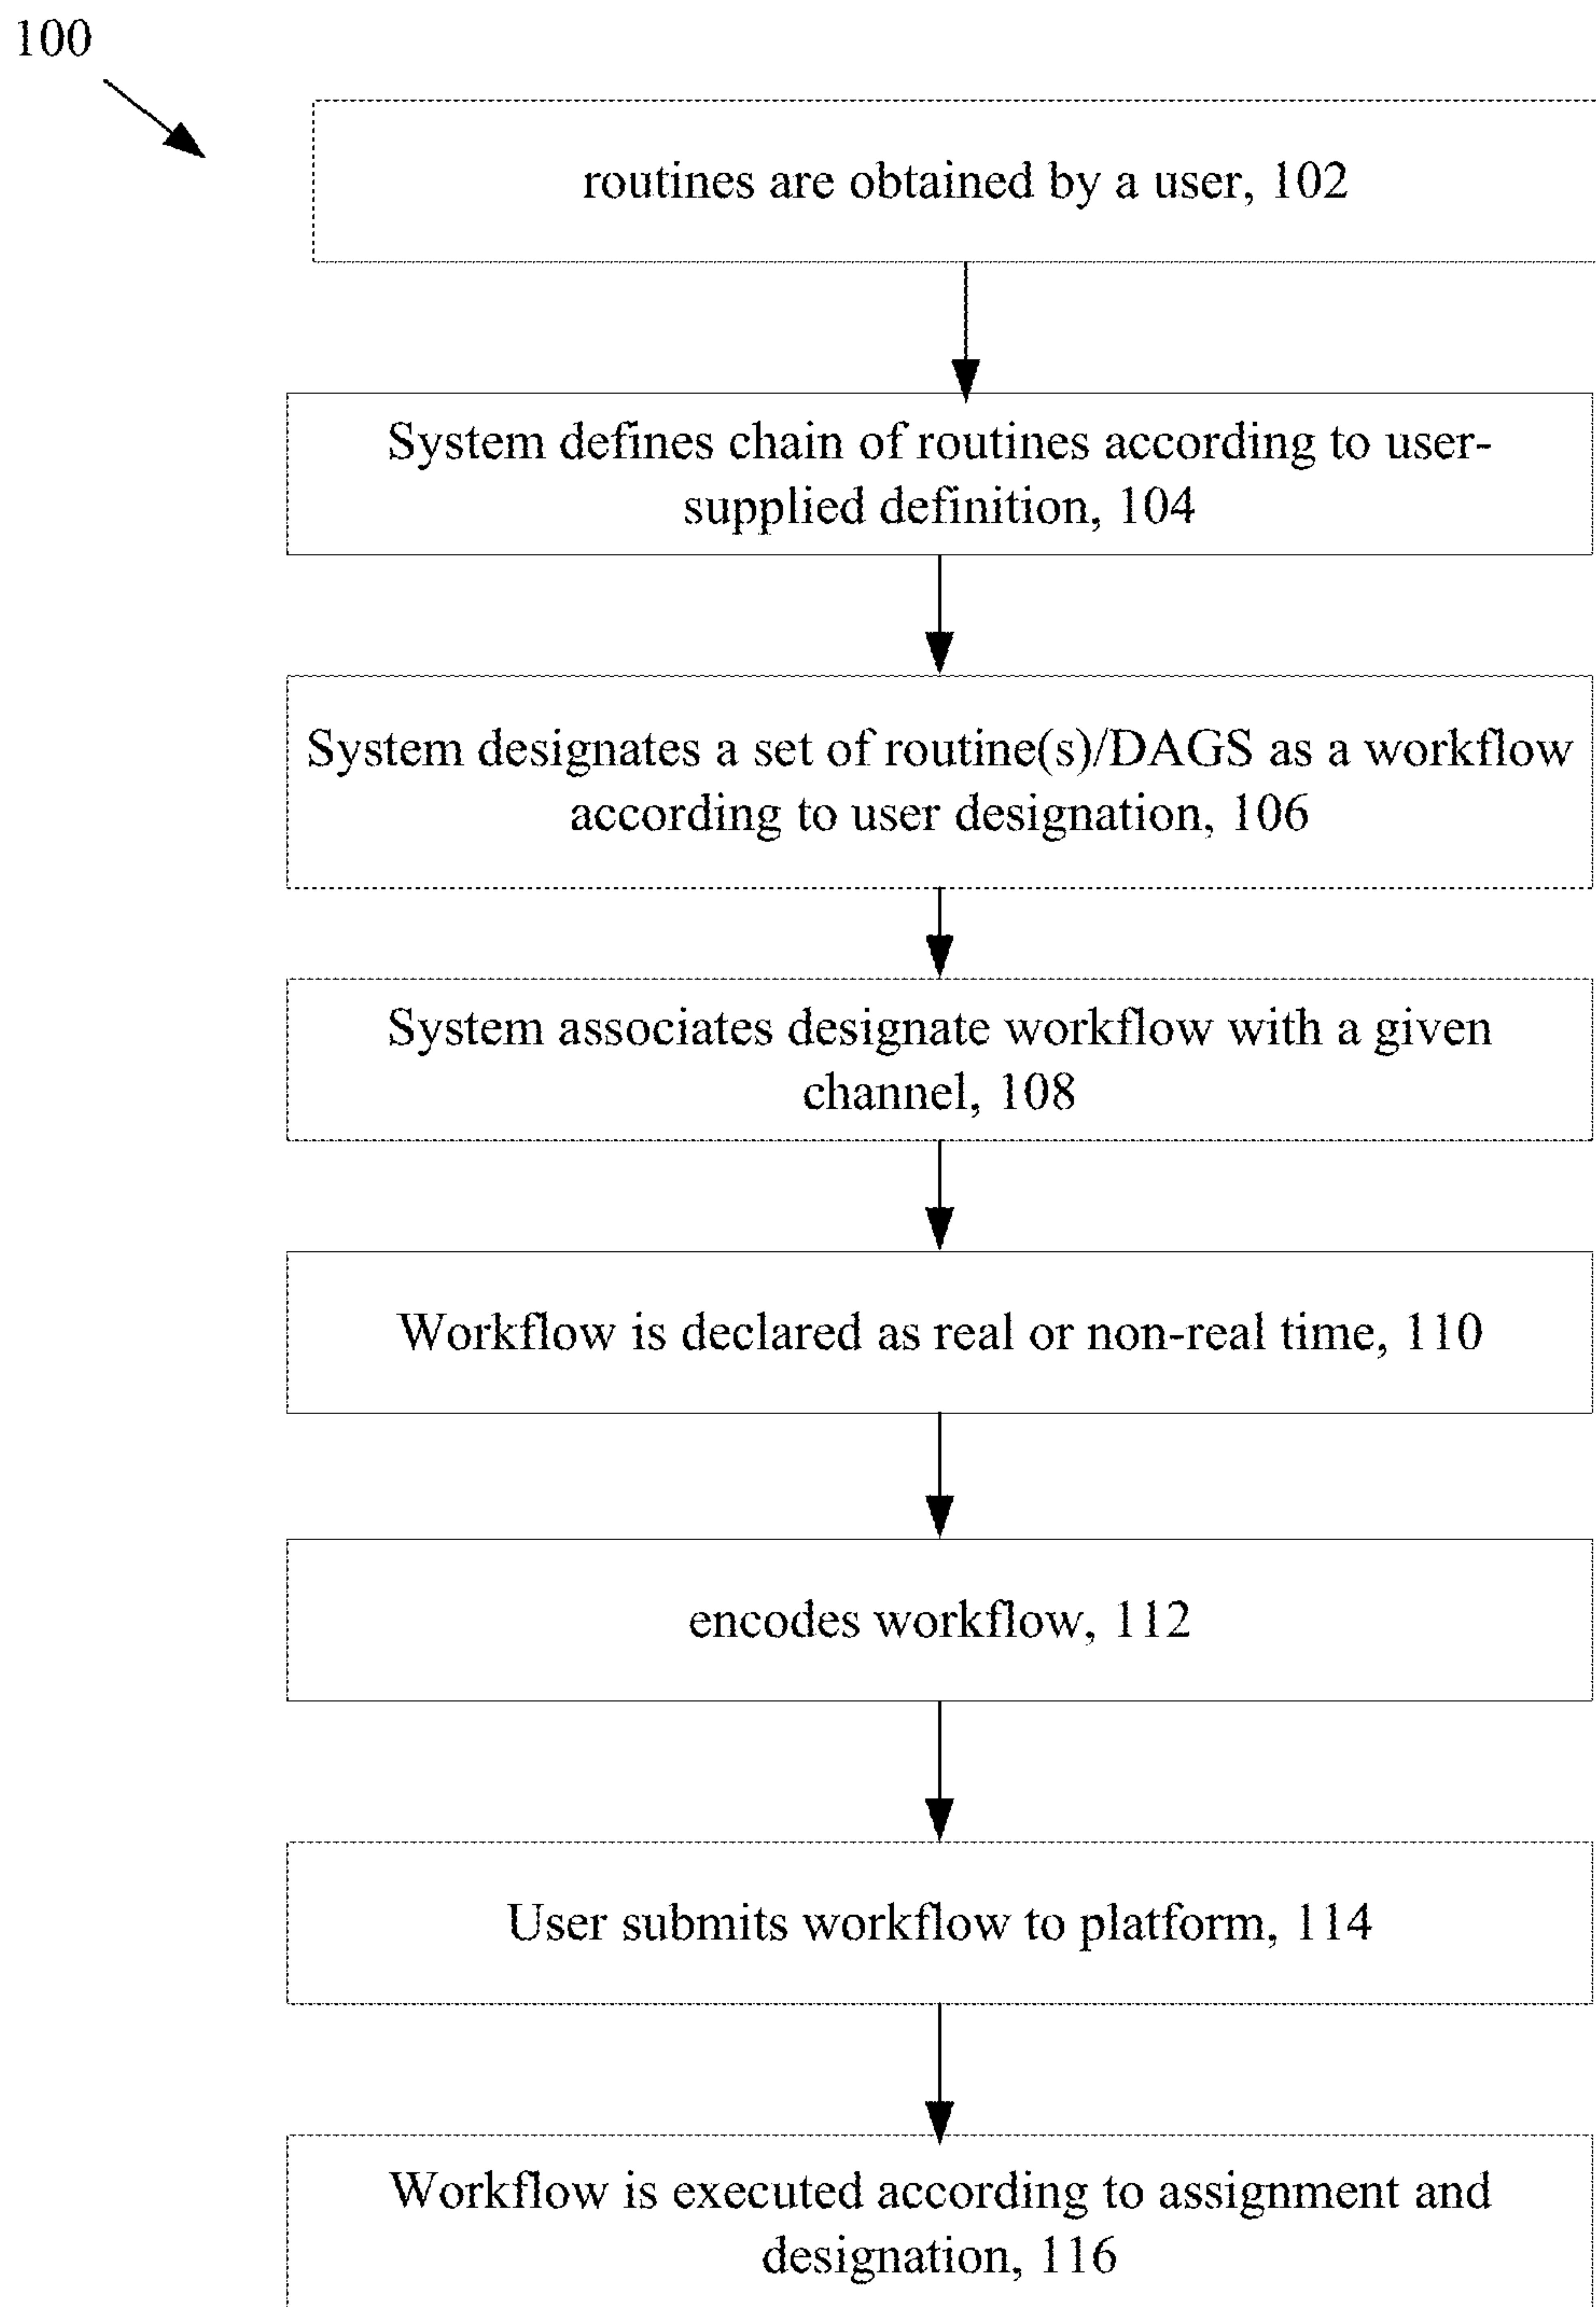 100
routines are obtained by a user, 102
System defines chain of routines according to user-
supplied definition, 104
System designates a set of routine(s)/DAGS as a workflow
according to user designation, 106
System associates designate workflow with a given
channel, 108
Workflow is declared as real or non-real time, 110
encodes workflow, 112
User submits workflow to platform, 114
Workflow is executed according to assignment and
designation, 116